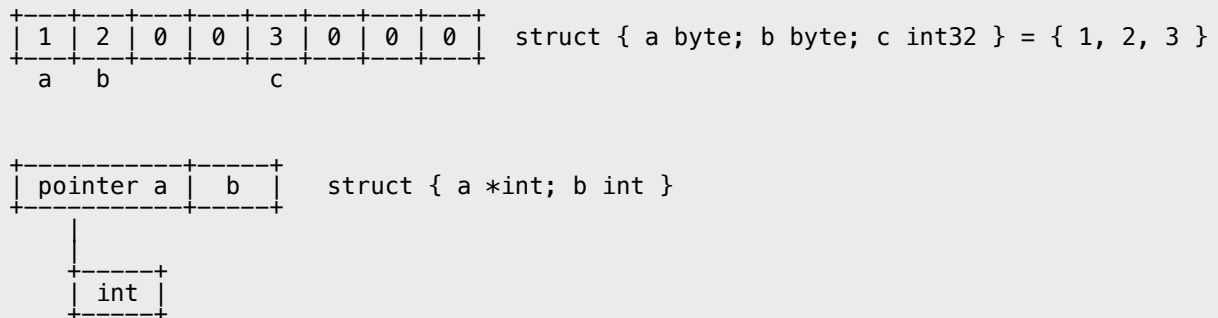 +---+---+---+---+---+---+---+---+
| 1 | 2 | 0 | 0 | 3 | 0 | 0 | 0 |  struct { a byte; b byte; c int32 } = { 1, 2, 3 }
+---+---+---+---+---+---+---+---+
  a   b           c
+-----------+-----+
| pointer a |  b  |   struct { a *int; b int }
+-----------+-----+
    |
    |
    +-----+
    | int |
    +-----+